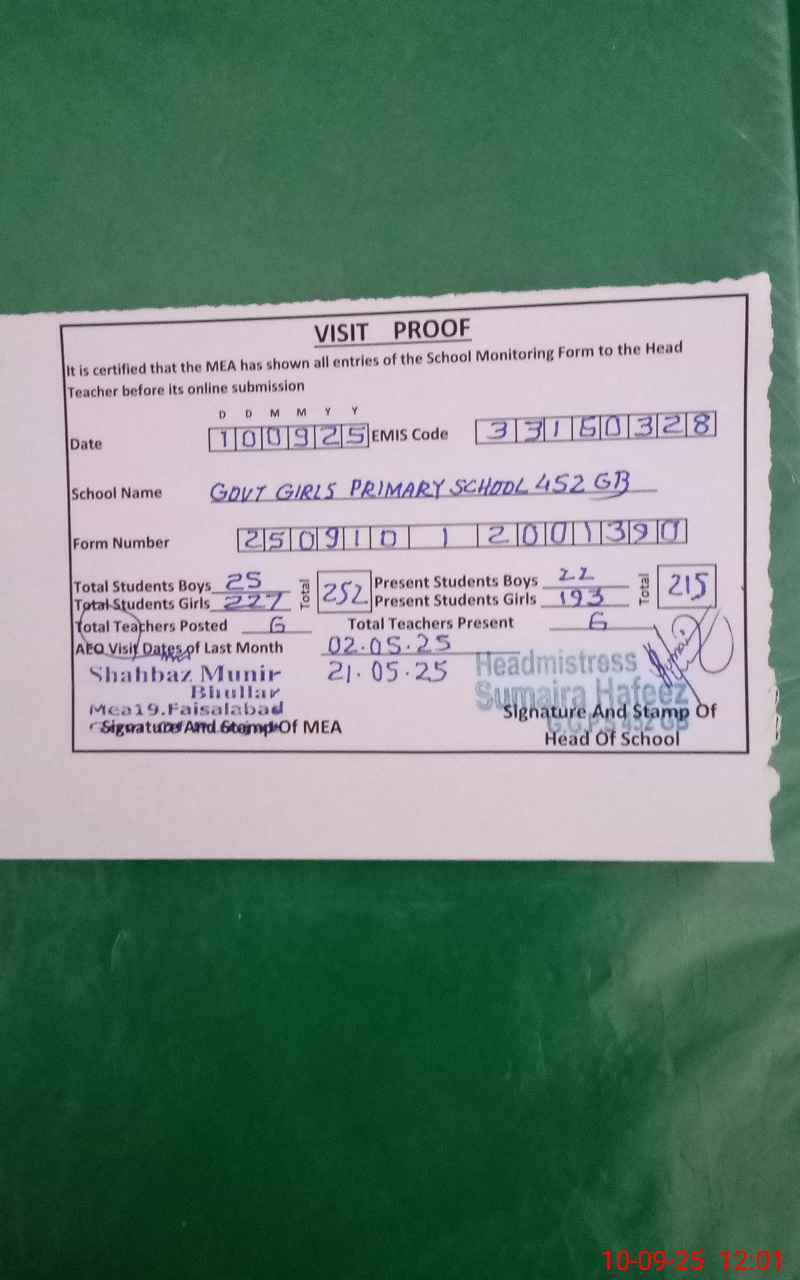 VISIT PROOF
It is certified that the MEA has shown all entries of the School Monitoring Form to the Head
Teacher before its online submission
D D M M Y Y
Date 100925 EMIS Code 33160328
School Name GOVT GIRLS PRIMARY SCHOOL 452 GB
Form Number 250910 1 2001390
Total Students Boys 25 Total 252 Present Students Boys 22 Total 215
Total Students Girls 227 Present Students Girls 193
Total Teachers Posted 6 Total Teachers Present 6
AEO Visit Dates of Last Month 02.05.25
21.05.25
Shahbaz Munir
Bhullar
Mea19.Faisalabad
Signature And Stamp Of MEA
Headmistress
Sumaira Hafeez
G.G.P.S 452 GB
Signature And Stamp Of
Head Of School
10-09-25 12:01